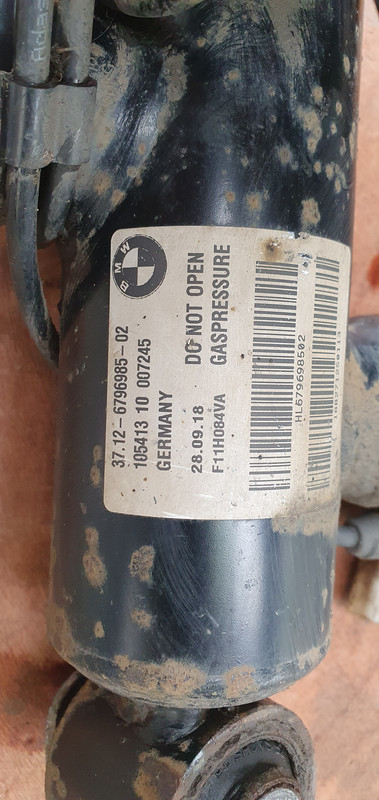 BMW
37.12-6796985-02
105413 10 007245
GERMANY
DO NOT OPEN
28.09.18
GASPRESSURE
F11H084VA
HL679698502